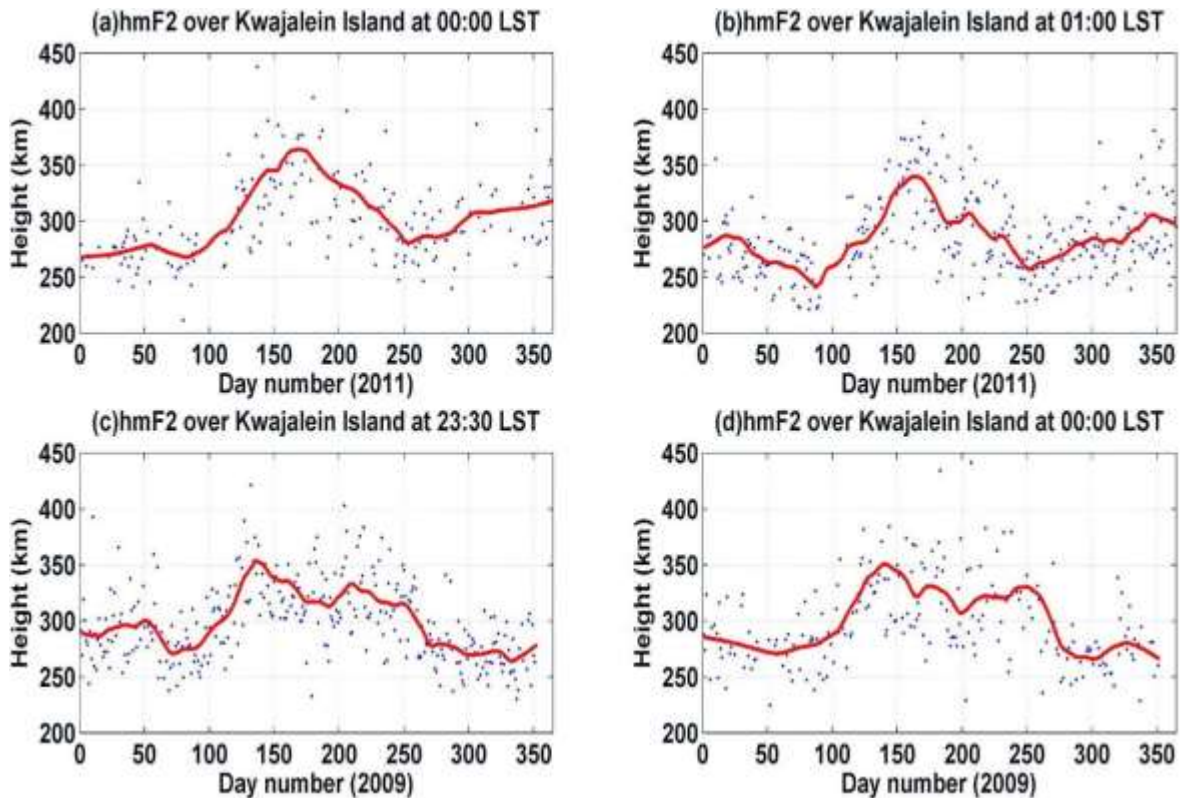 (a)hmF2 over Kwajalein Island at 00:00 LST
450
400
350
300
250
200
Height (km)
0 50 100 150 200 250 300 350
Day number (2011)
(b)hmF2 over Kwajalein Island at 01:00 LST
450
400
350
300
250
200
Height (km)
0 50 100 150 200 250 300 350
Day number (2011)
(c)hmF2 over Kwajalein Island at 23:30 LST
450
400
350
300
250
200
Height (km)
0 50 100 150 200 250 300 350
Day number (2009)
(d)hmF2 over Kwajalein Island at 00:00 LST
450
400
350
300
250
200
Height (km)
0 50 100 150 200 250 300 350
Day number (2009)